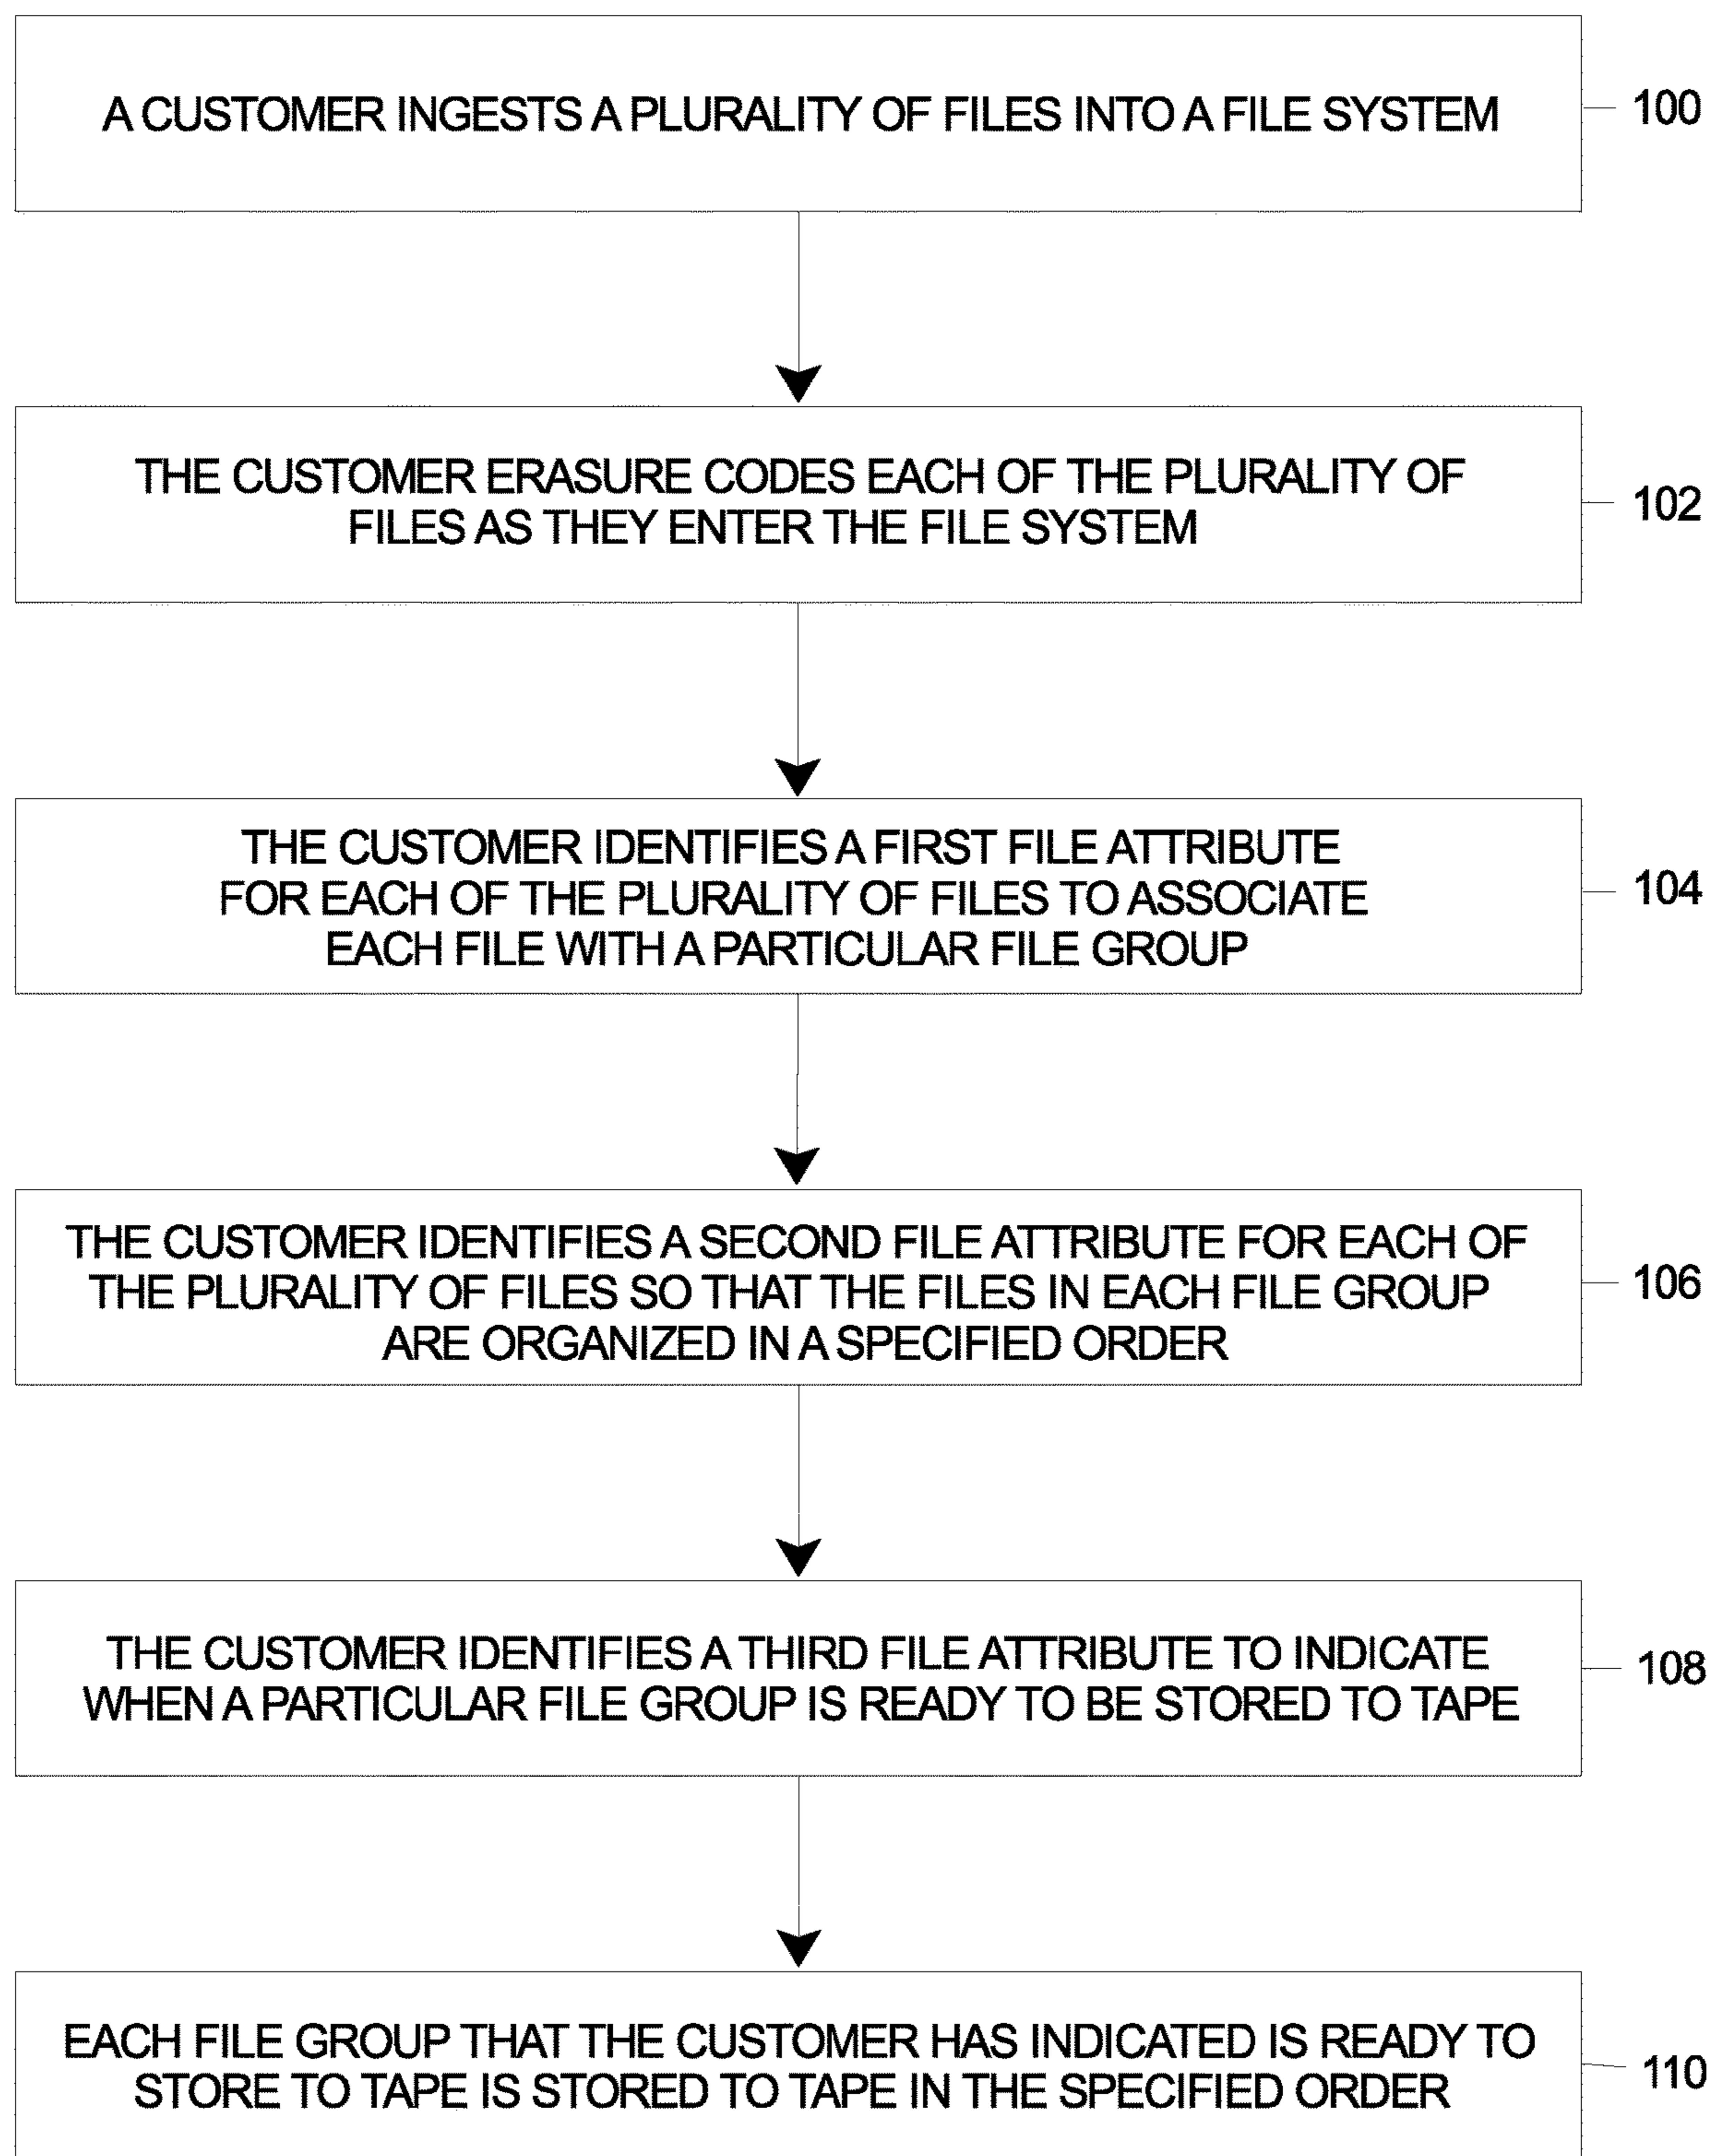 A CUSTOMER INGESTS A PLURALITY OF FILES INTO A FILE SYSTEM
100
THE CUSTOMER ERASURE CODES EACH OF THE PLURALITY OF
FILES AS THEY ENTER THE FILE SYSTEM
102
THE CUSTOMER IDENTIFIES A FIRST FILE ATTRIBUTE
FOR EACH OF THE PLURALITY OF FILES TO ASSOCIATE
EACH FILE WITH A PARTICULAR FILE GROUP
104
THE CUSTOMER IDENTIFIES A SECOND FILE ATTRIBUTE FOR EACH OF
THE PLURALITY OF FILES SO THAT THE FILES IN EACH FILE GROUP
ARE ORGANIZED IN A SPECIFIED ORDER
106
THE CUSTOMER IDENTIFIES A THIRD FILE ATTRIBUTE TO INDICATE
WHEN A PARTICULAR FILE GROUP IS READY TO BE STORED TO TAPE
108
EACH FILE GROUP THAT THE CUSTOMER HAS INDICATED IS READY TO
STORE TO TAPE IS STORED TO TAPE IN THE SPECIFIED ORDER
110